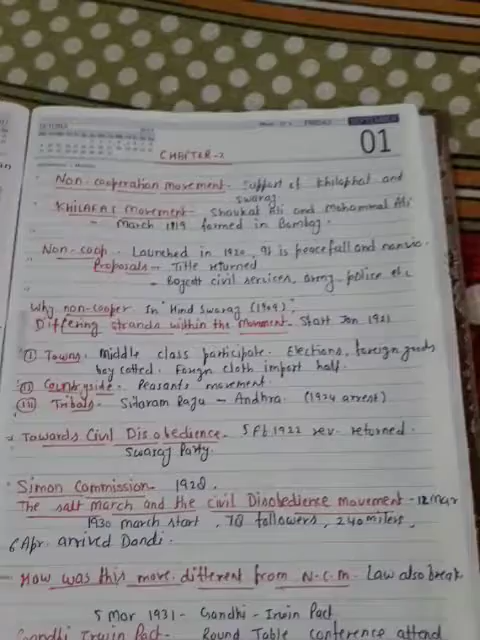 OCTOBER
FRIDAY
SEPTEMBER
01
CHAPTER-2
Non-cooperation movement- Support of Khilaphat and
swaraj
KHILAFAT Movement- Shaukat Ali and Mohammad Ali
- March 1919 formed in Bombay.
Non-coop. Launched in 1920, It is peacefull and nonvio.
Proposals - Title returned
- Boycott civil services, army, police etc
Why non-cooper. In "Hind Swaraj (1909)"
Differing strands within the movement- Start Jan 1921
(i) Towns. Middle class participate. Elections, foreign goods
boycotted. Foreign cloth import half.
(ii) Countryside- Peasants movement.
(iii) Tribals- Sitaram Raju - Andhra. (1924 arrest)
Towards Civil Disobedience- 5 Fb 1922 rev. returned.
Swaraj Party.
Simon Commission- 1928.
The salt march and the civil Disobedience movement - 12 mar
1930 march start, 78 followers, 240 miles,
6 Apr. arrived Dandi.
How was this move different from N.C.M- Law also break
5 Mar 1931- Gandhi-Irwin Pact
Gandhi Irwin Pact- Round Table conference attend